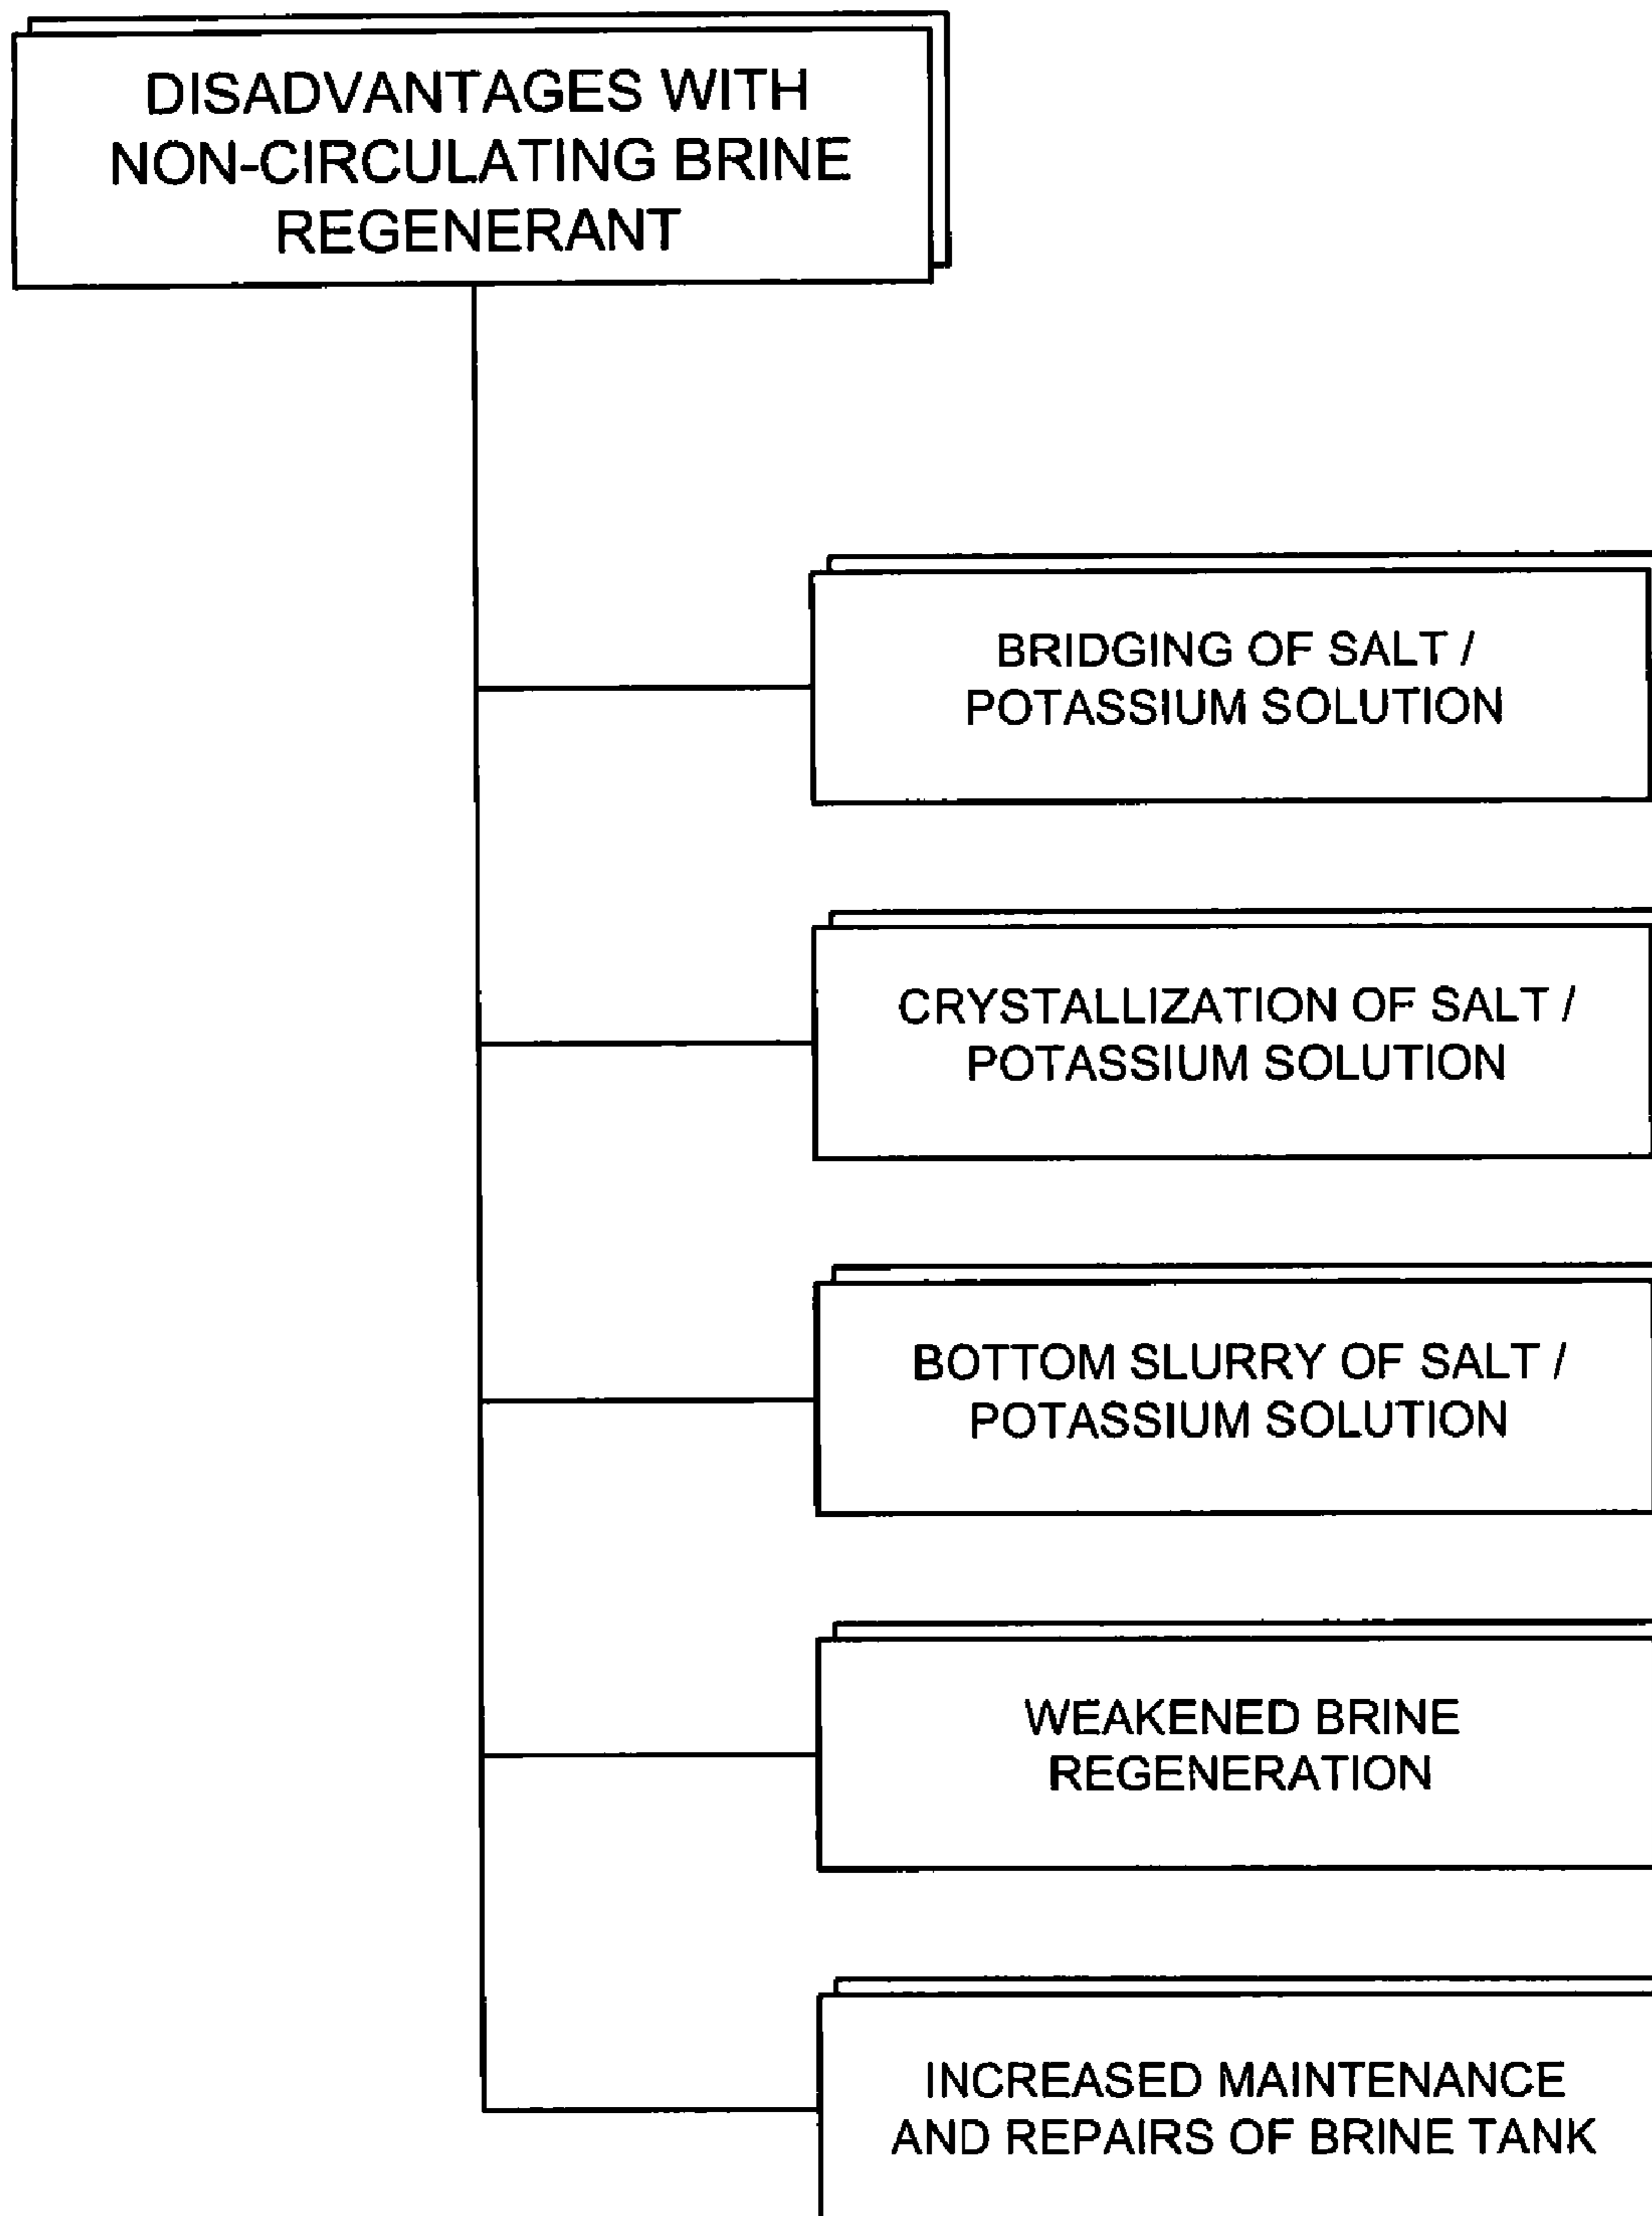 DISADVANTAGES WITH
NON-CIRCULATING BRINE
REGENERANT
BRIDGING OF SALT /
POTASSIUM SOLUTION
CRYSTALLIZATION OF SALT /
POTASSIUM SOLUTION
BOTTOM SLURRY OF SALT /
POTASSIUM SOLUTION
WEAKENED BRINE
REGENERATION
INCREASED MAINTENANCE
AND REPAIRS OF BRINE TANK